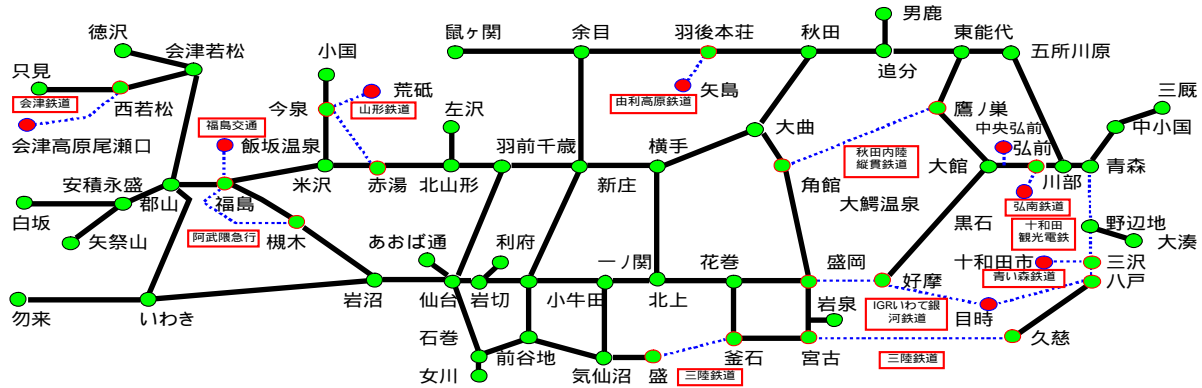 徳沢
会津若松
小国
鼠ヶ関
余目
羽後本荘
秋田
男鹿
東能代
五所川原
只見
会津鉄道
西若松
今泉
荒砥
山形鉄道
左沢
由利高原鉄道
矢島
追分
鷹ノ巣
三厩
中小国
会津高原尾瀬口
福島交通
飯坂温泉
羽前千歳
横手
大曲
秋田内陸
縦貫鉄道
大館
中央弘前
弘前
青森
安積永盛
郡山
福島
米沢
赤湯
北山形
新庄
角館
大鰐温泉
川部
弘南鉄道
白坂
矢祭山
阿武隈急行
槻木
あおば通
利府
一ノ関
花巻
盛岡
好摩
黒石
十和田
観光電鉄
野辺地
大湊
十和田市
三沢
青い森鉄道
八戸
勿来
いわき
岩沼
仙台
岩切
小牛田
北上
岩泉
IGRいわて銀
河鉄道
目時
石巻
前谷地
女川
気仙沼
盛
三陸鉄道
釜石
宮古
三陸鉄道
久慈